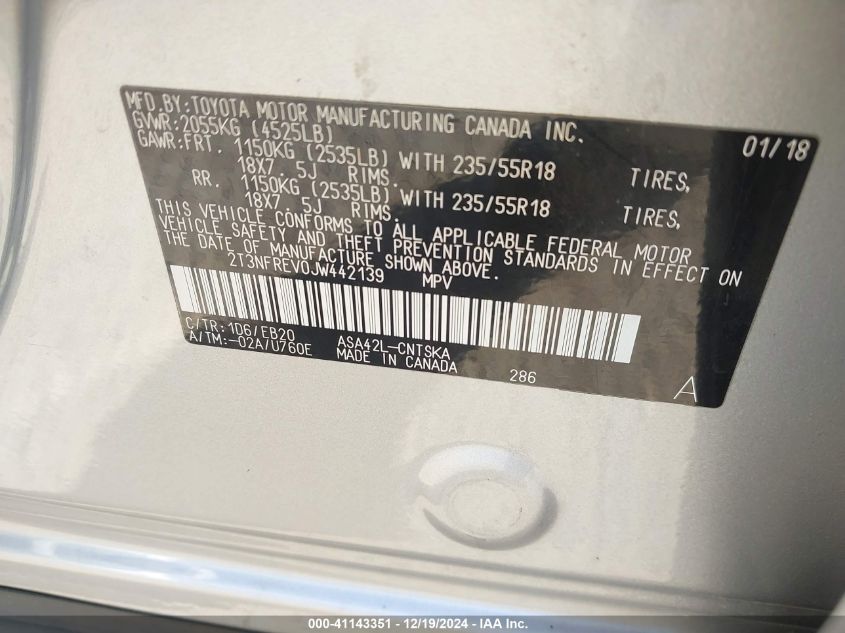 MFD.BY:TOYOTA MOTOR MANUFACTURING CANADA INC. 01/18
GVWR:2055KG (4525LB)
GAWR:FRT. 1150KG (2535LB) WITH 235/55R18 TIRES,
18X7. 5J RIMS.
RR. 1150KG (2535LB) WITH 235/55R18 TIRES,
18X7. 5J RIMS.
THIS VEHICLE CONFORMS TO ALL APPLICABLE FEDERAL MOTOR
VEHICLE SAFETY AND THEFT PREVENTION STANDARDS IN EFFECT ON
THE DATE OF MANUFACTURE SHOWN ABOVE.
2T3NFREV0JW442139 MPV
C/TR:1D6/EB20 ASA42L-CNTSKA
A/TM:-02A/U760E MADE IN CANADA 286 A
000-41143351 - 12/19/2024 - IAA Inc.